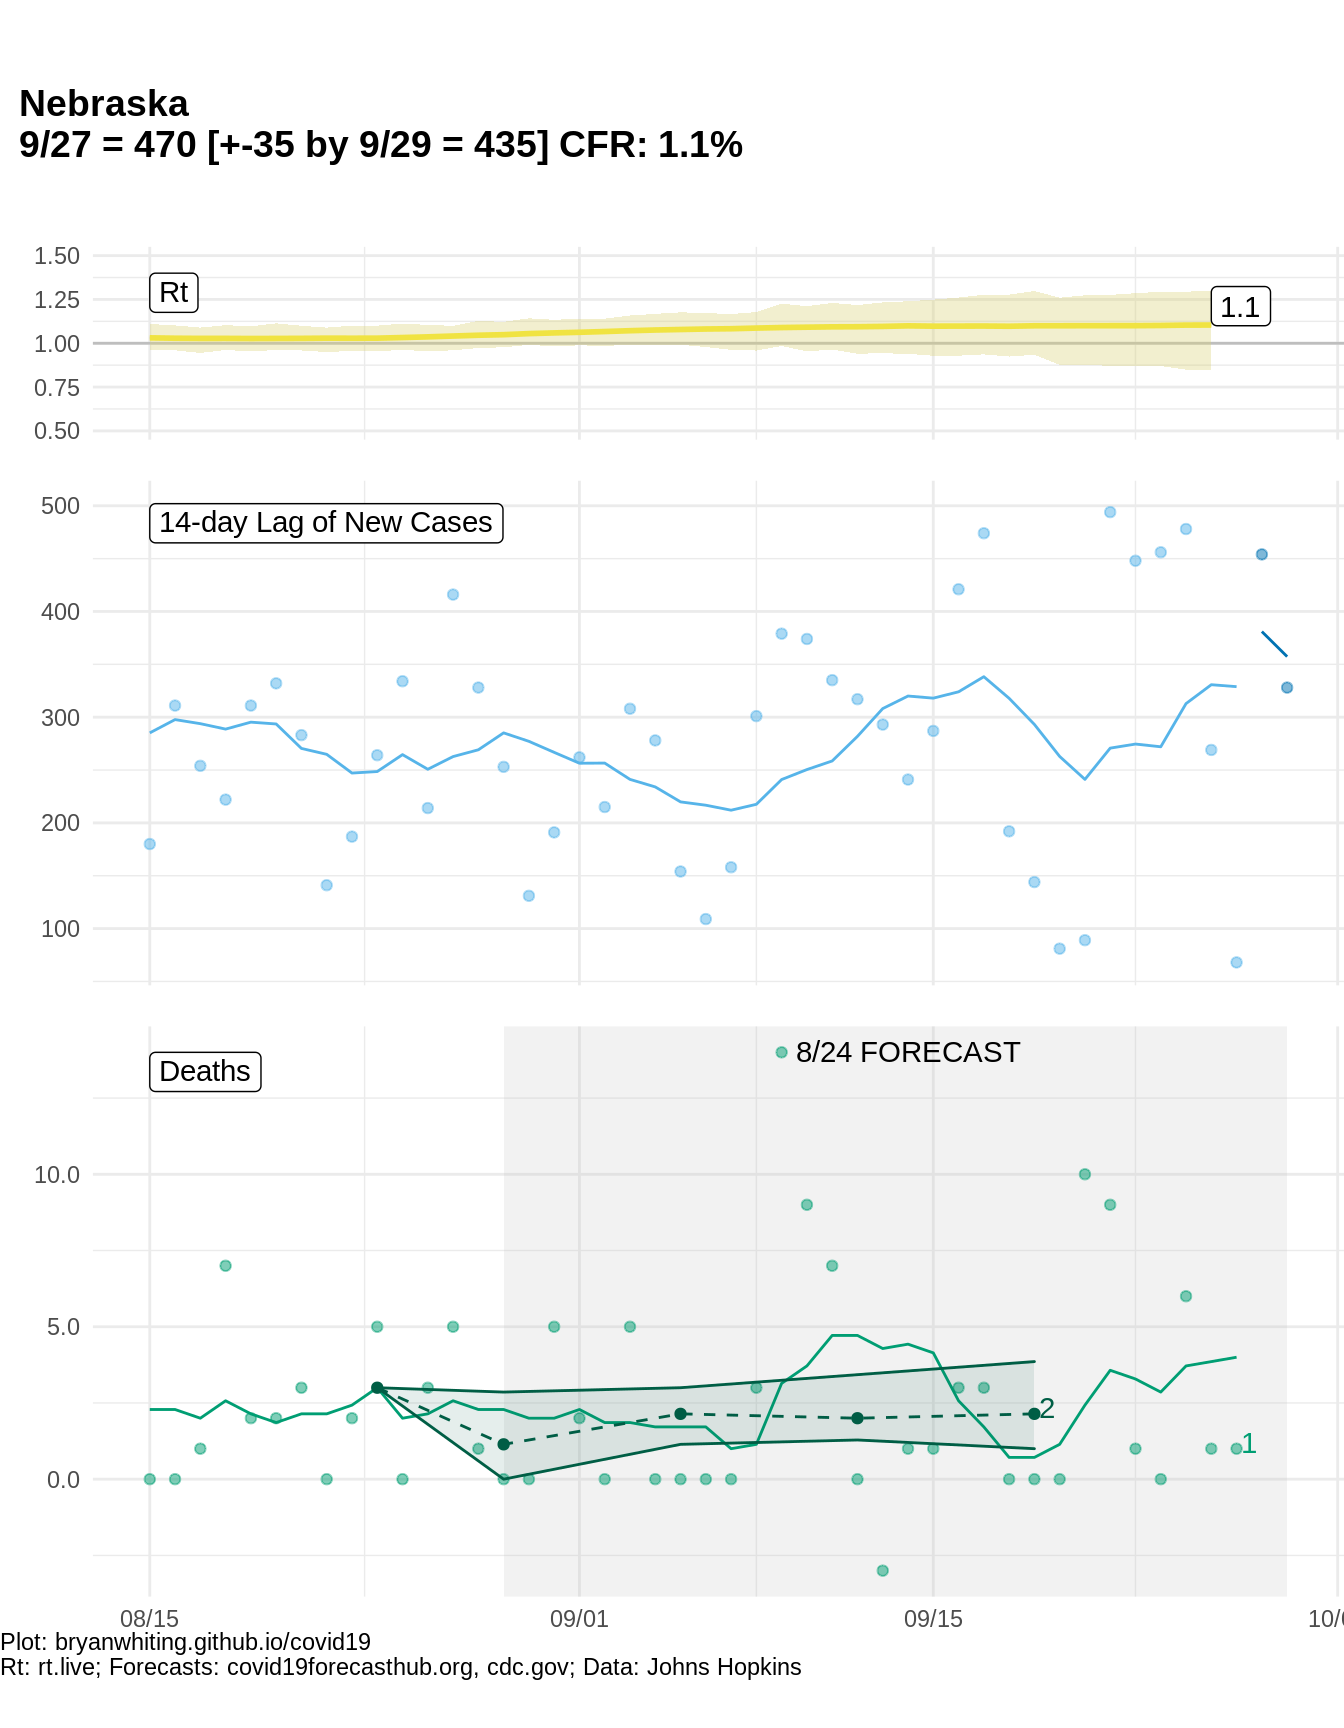 Nebraska
9/27 = 470 [+-35 by 9/29 = 435] CFR: 1.1%
1.50
Rt
1.25
1.1
1.00
0.75
0.50
500
14-day Lag of New Cases
400
300
200
100
8/24 FORECAST
Deaths
10.0
5.0
2
1
0.0
08/15 09/01 09/15 10/0
Plot: bryanwhiting.github.io/covid19
Rt: rt.live; Forecasts: covid19forecasthub.org, cdc.gov; Data: Johns Hopkins